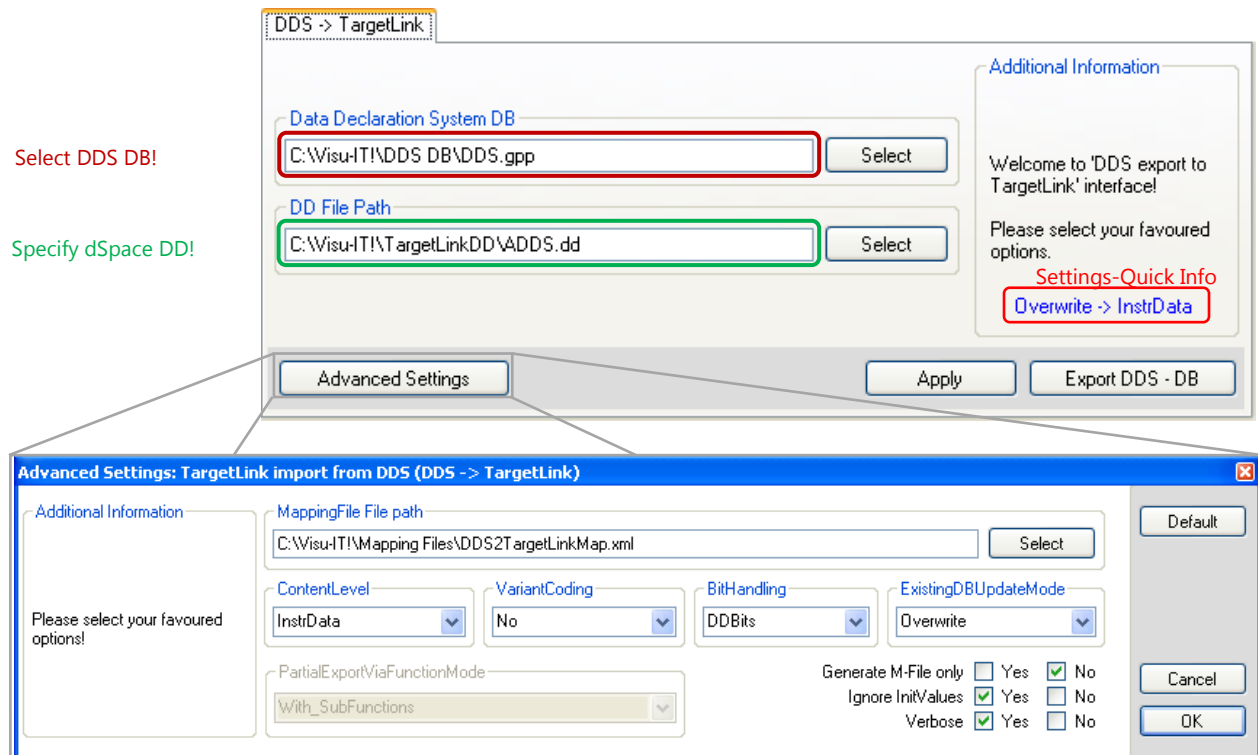 DDS -> TargetLink
Additional Information
Data Declaration System DB
Select DDS DB!
C:\Visu-IT!\DDS DB\DDS.gpp
Select
Welcome to 'DDS export to
TargetLink' interface!
DD File Path
Specify dSpace DD!
C:\Visu-IT!\TargetLinkDD\ADDS.dd
Select
Please select your favoured
options.
Settings-Quick Info
Overwrite -> InstrData
Advanced Settings
Apply
Export DDS - DB
Advanced Settings: TargetLink import from DDS (DDS -> TargetLink)
Additional Information
Please select your favoured
options!
MappingFile File path
C:\Visu-IT!\Mapping Files\DDS2TargetLinkMap.xml
Select
Default
ContentLevel
VariantCoding
BitHandling
ExistingDBUpdateMode
InstrData
No
DDBits
Overwrite
PartialExportViaFunctionMode
With_SubFunctions
Generate M-File only Yes No
Ignore InitValues Yes No
Verbose Yes No
Cancel
OK